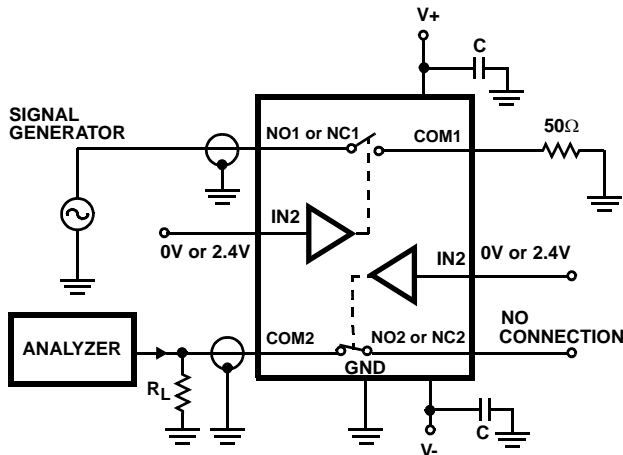 V+
C
SIGNAL
GENERATOR
NO1 or NC1
COM1
50Ω
IN2
0V or 2.4V
IN2
0V or 2.4V
ANALYZER
COM2
NO2 or NC2
NO
CONNECTION
GND
RL
V-
C